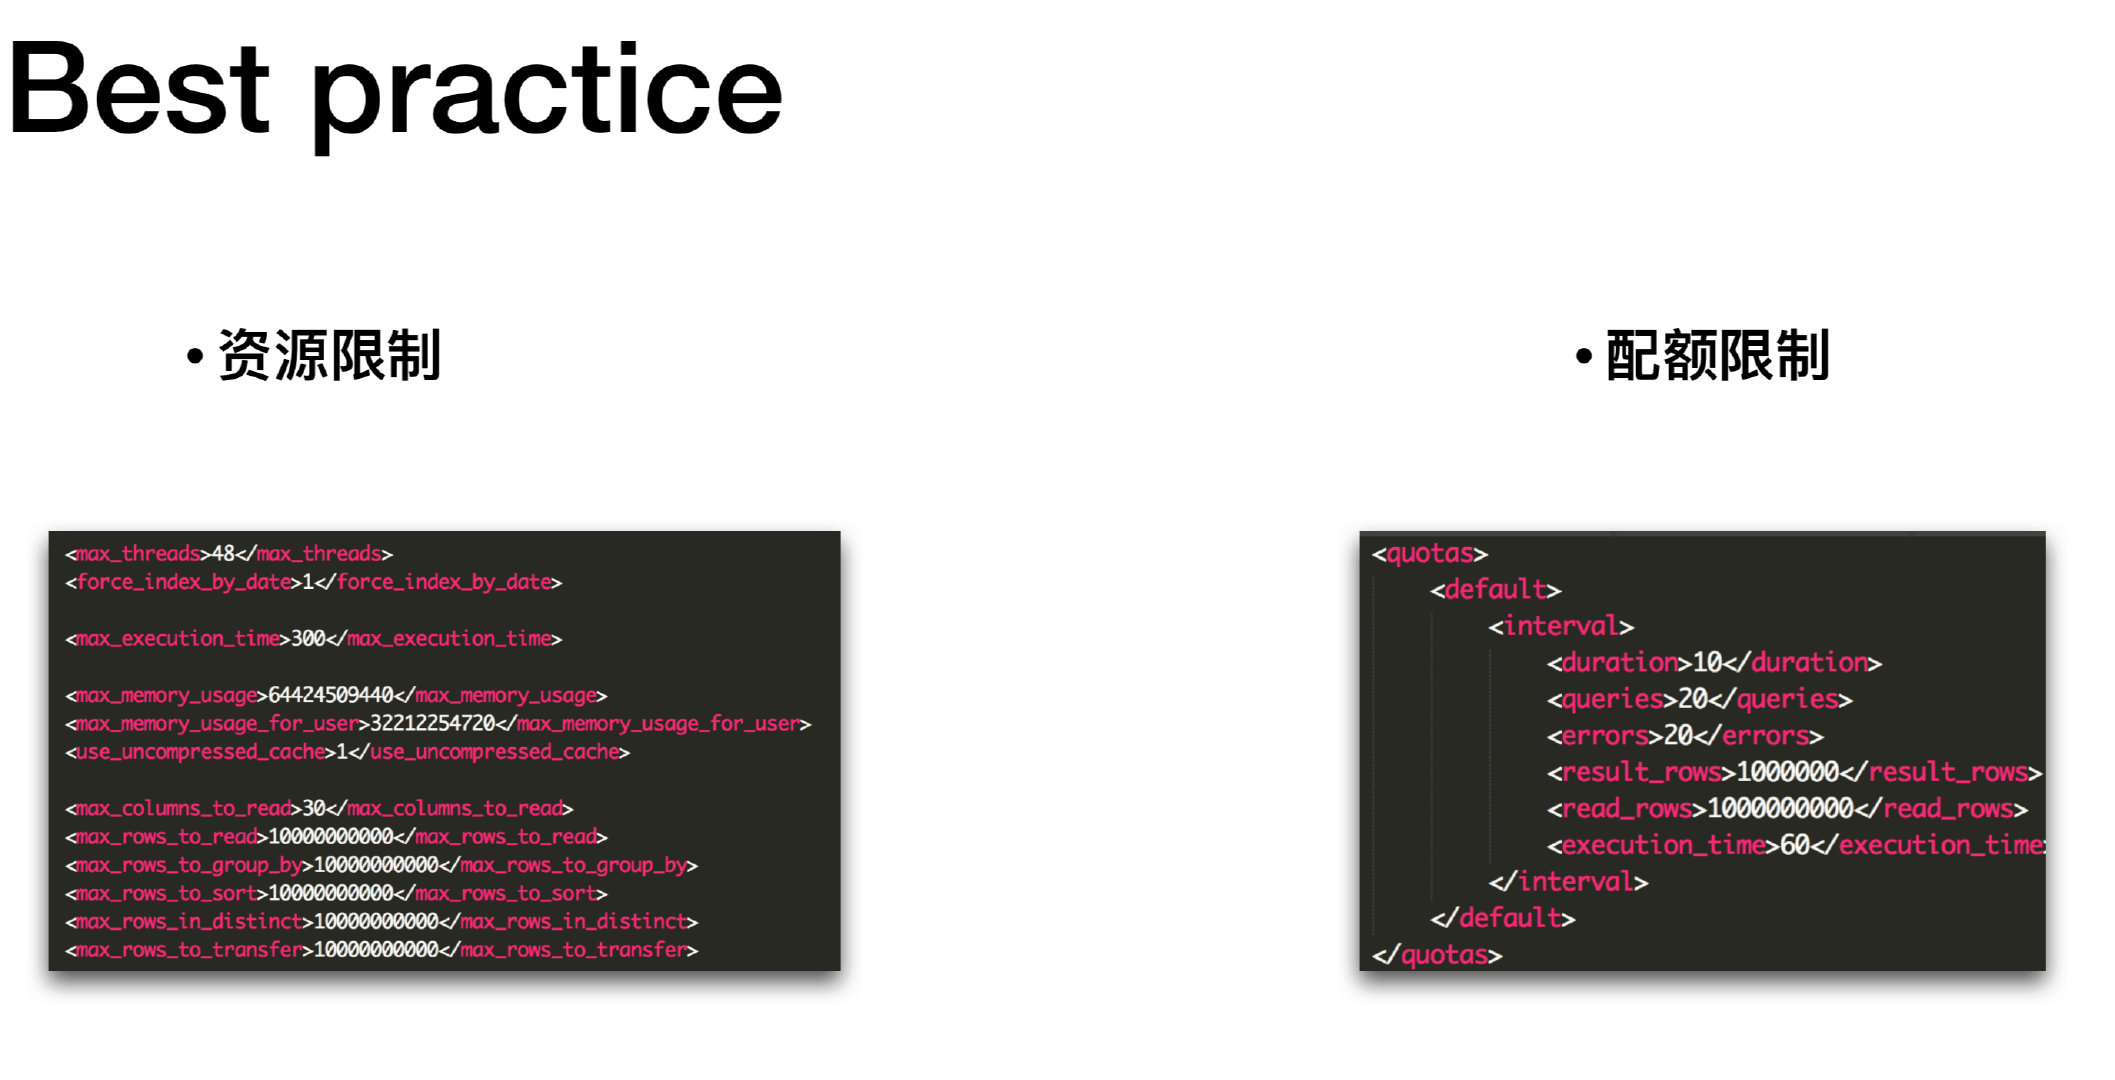 Best practice
• 资源限制
<max_threads>48</max_threads>
<force_index_by_date>1</force_index_by_date>
<max_execution_time>300</max_execution_time>
<max_memory_usage>64424509440</max_memory_usage>
<max_memory_usage_for_user>32212254720</max_memory_usage_for_user>
<use_uncompressed_cache>1</use_uncompressed_cache>
<max_columns_to_read>30</max_columns_to_read>
<max_rows_to_read>10000000000</max_rows_to_read>
<max_rows_to_group_by>10000000000</max_rows_to_group_by>
<max_rows_to_sort>10000000000</max_rows_to_sort>
<max_rows_in_distinct>10000000000</max_rows_in_distinct>
<max_rows_to_transfer>10000000000</max_rows_to_transfer>
• 配额限制
<quotas>
<default>
<interval>
<duration>10</duration>
<queries>20</queries>
<errors>20</errors>
<result_rows>1000000</result_rows>
<read_rows>1000000000</read_rows>
<execution_time>60</execution_time
</interval>
</default>
</quotas>